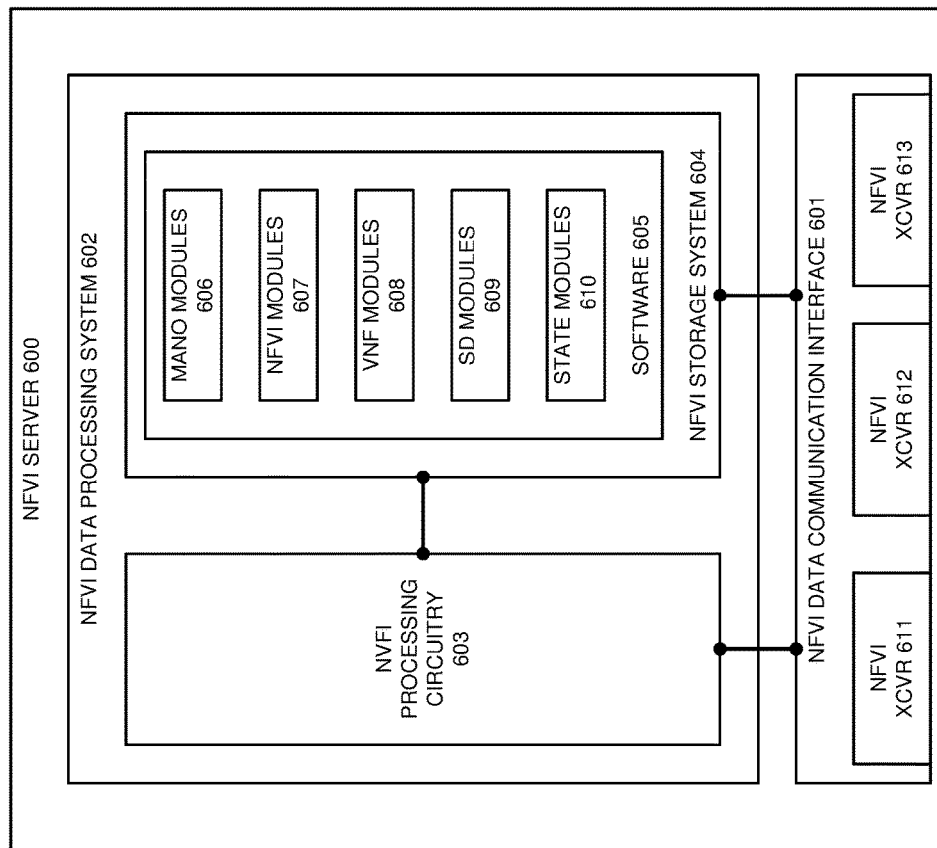 NFVI SERVER 600
NFVI DATA PROCESSING SYSTEM 602
NVFI
PROCESSING
CIRCUITRY
603
MANO MODULES
606
NFVI MODULES
607
VNF MODULES
608
SD MODULES
609
STATE MODULES
610
SOFTWARE 605
NFVI STORAGE SYSTEM 604
NFVI DATA COMMUNICATION INTERFACE 601
NFVI
XCVR 611
NFVI
XCVR 612
NFVI
XCVR 613